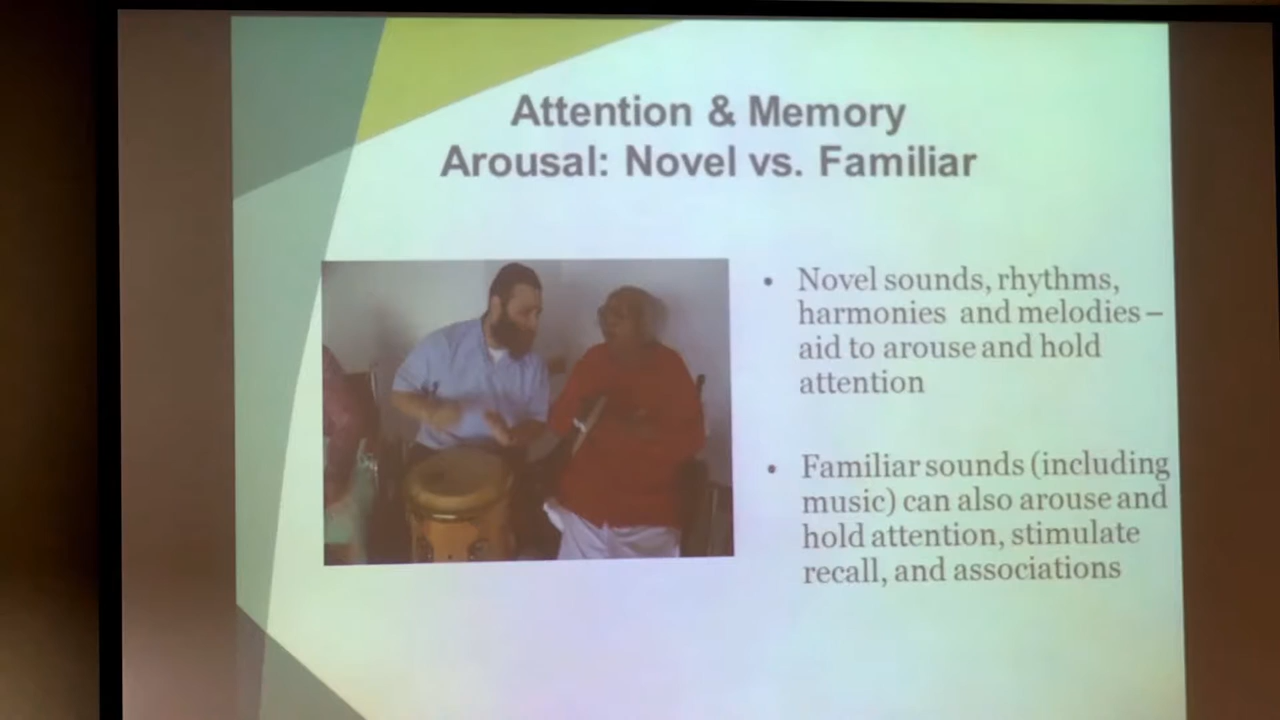 Attention & Memory
Arousal: Novel vs. Familiar
• Novel sounds, rhythms,
harmonies and melodies –
aid to arouse and hold
attention
• Familiar sounds (including
music) can also arouse and
hold attention, stimulate
recall, and associations